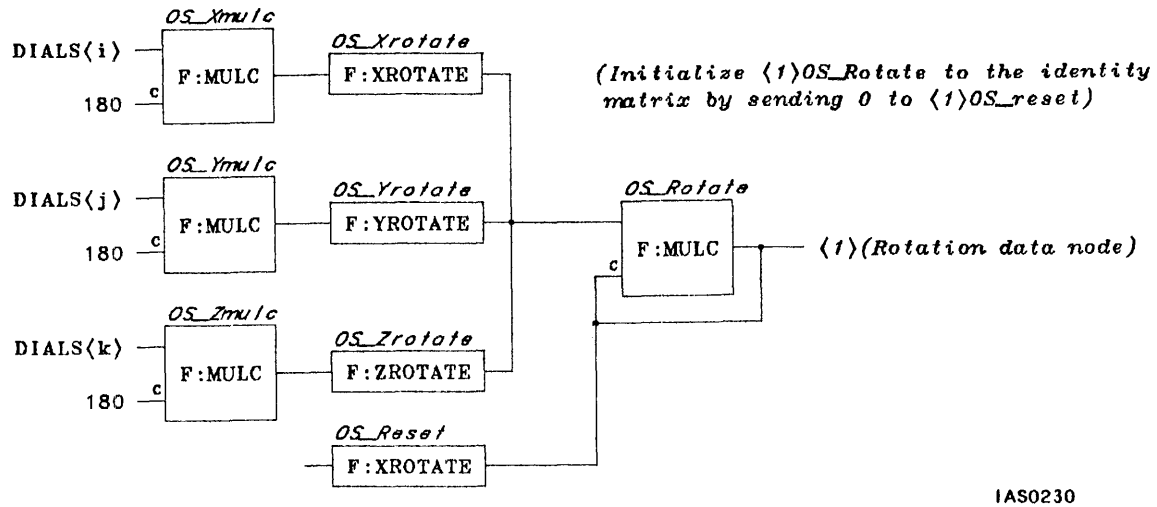 OS_Xmulc
DIALS⟨i⟩
F:MULC
C
180
OS_Xrotate
F:XROTATE
(Initialize ⟨1⟩OS_Rotate to the identity
matrix by sending 0 to ⟨1⟩OS_reset)
OS_Ymulc
DIALS⟨j⟩
F:MULC
C
180
OS_Yrotate
F:YROTATE
OS_Rotate
F:MULC
C
⟨1⟩(Rotation data node)
OS_Zmulc
DIALS⟨k⟩
F:MULC
C
180
OS_Zrotate
F:ZROTATE
OS_Reset
F:XROTATE
IAS0230